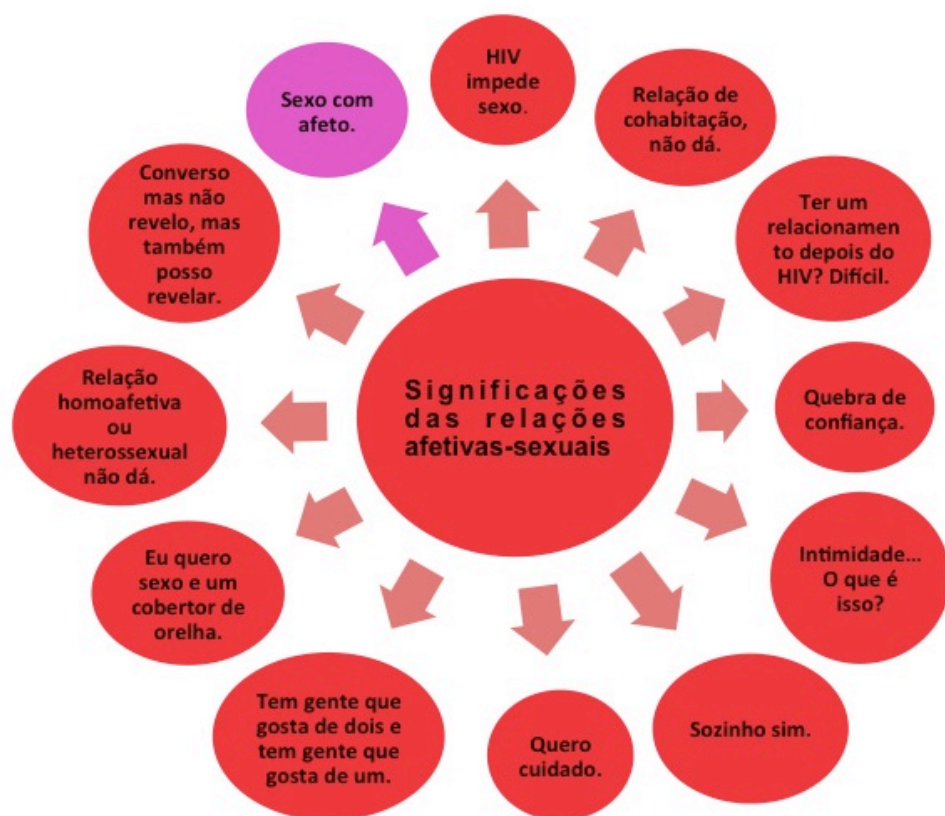 Significações
das relações
afetivas-sexuais
HIV
impede
sexo.
Relação de
cohabitação,
não dá.
Ter um
relacionamen
to depois do
HIV? Difícil.
Quebra de
confiança.
Intimidade...
O que é
isso?
Sozinho sim.
Quero
cuidado.
Tem gente que
gosta de dois e
tem gente que
gosta de um.
Eu quero
sexo e um
cobertor de
orelha.
Relação
homoafetiva
ou
heterossexual
não dá.
Converso
mas não
revelo, mas
também
posso
revelar.
Sexo com
afeto.